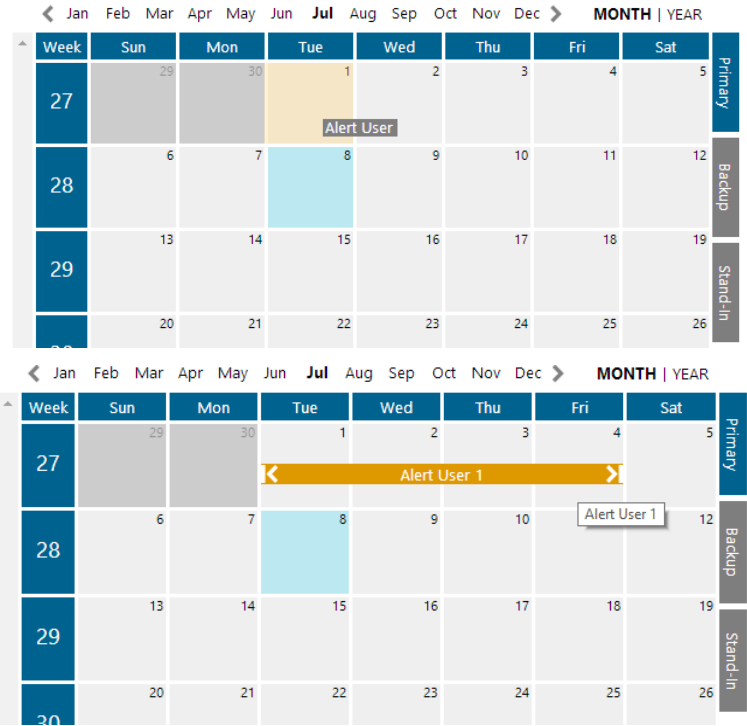 Jan Feb Mar Apr May Jun Jul Aug Sep Oct Nov Dec MONTH | YEAR
Week Sun Mon Tue Wed Thu Fri Sat
Primary
29 30 1 2 3 4 5
27
Alert User
6 7 8 9 10 11 12
28
Backup
13 14 15 16 17 18 19
29
Stand-In
20 21 22 23 24 25 26
Jan Feb Mar Apr May Jun Jul Aug Sep Oct Nov Dec MONTH | YEAR
Week Sun Mon Tue Wed Thu Fri Sat
Primary
29 30 1 2 3 4 5
27
Alert User 1
Alert User 1
6 7 8 9 10 12
28
Backup
13 14 15 16 17 18 19
29
Stand-In
20 21 22 23 24 25 26
30